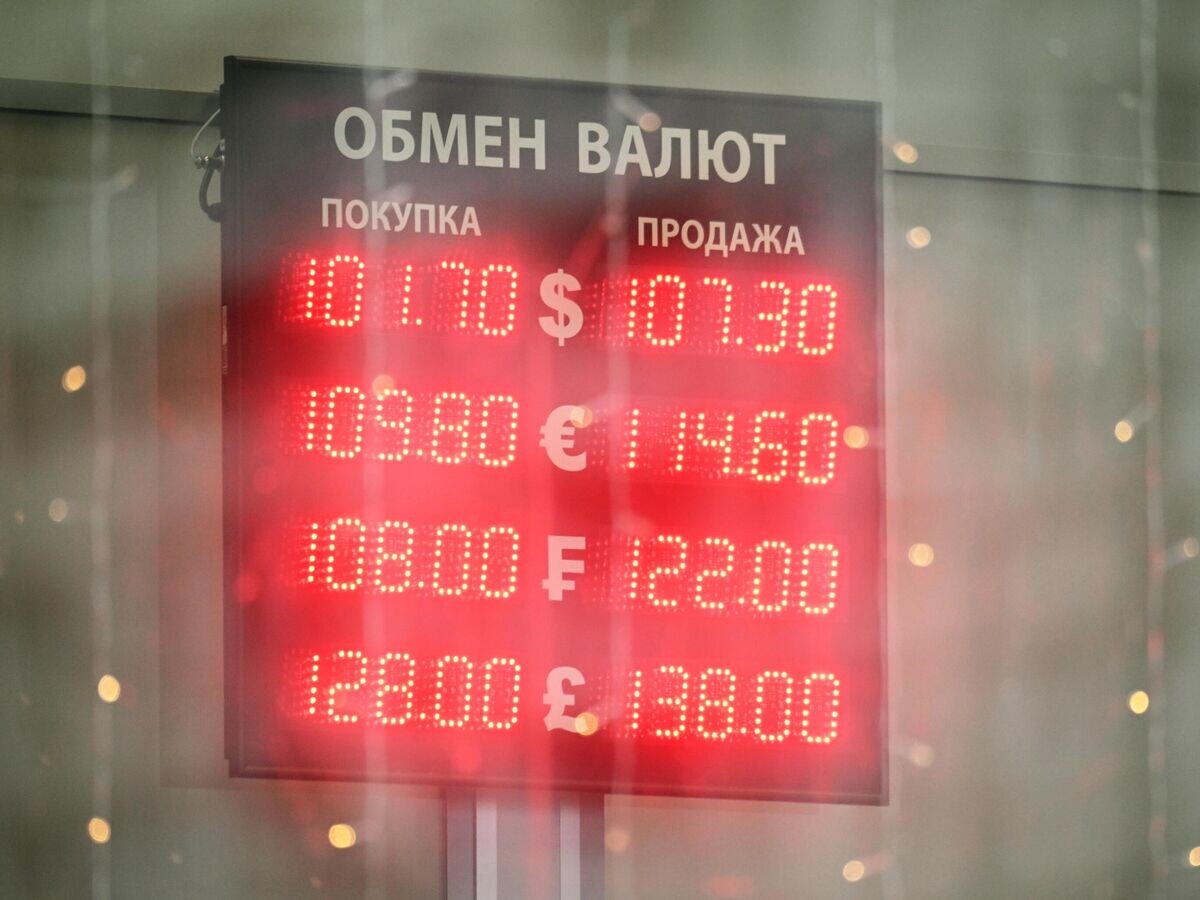 ОБМЕН ВАЛЮТ
ПОКУПКА ПРОДАЖА
101.70 $ 107.30
109.80 € 114.60
108.00 ₣ 122.00
128.00 £ 138.00